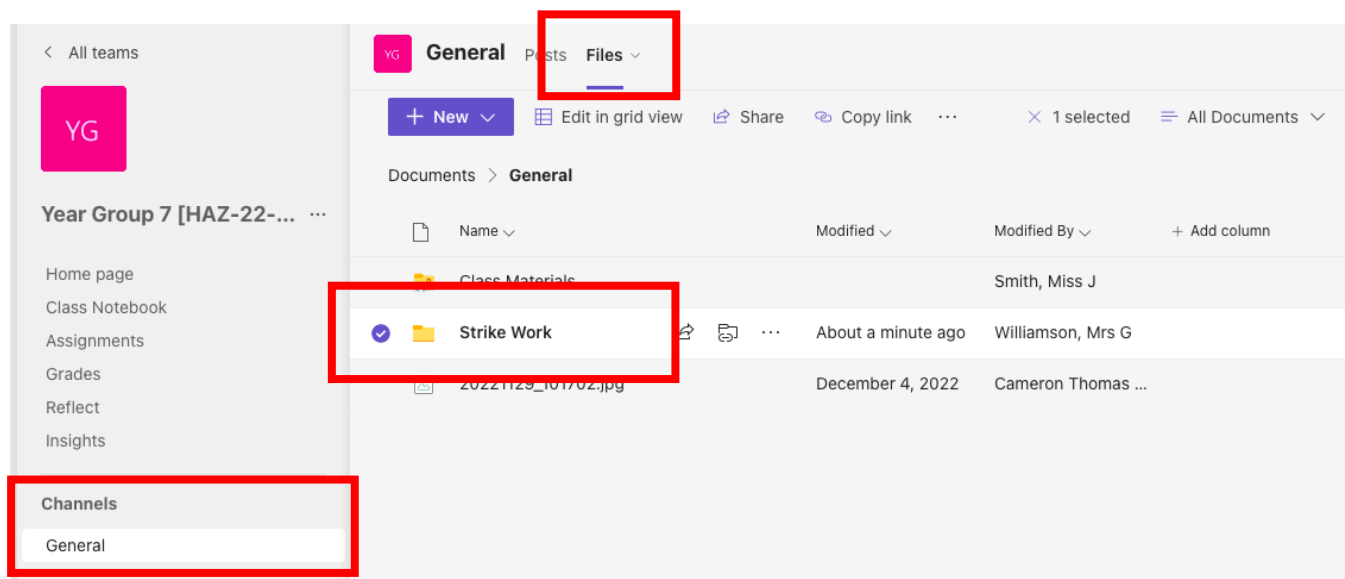 All teams
YG
Year Group 7 [HAZ-22-... ...
Home page
Class Notebook
Assignments
Grades
Reflect
Insights
Channels
General
YG General Posts Files
New Edit in grid view Share Copy link ... 1 selected All Documents
Documents > General
Name Modified Modified By + Add column
Class Materials Smith, Miss J
Strike Work ... About a minute ago Williamson, Mrs G
20221129_101702.jpg December 4, 2022 Cameron Thomas ...